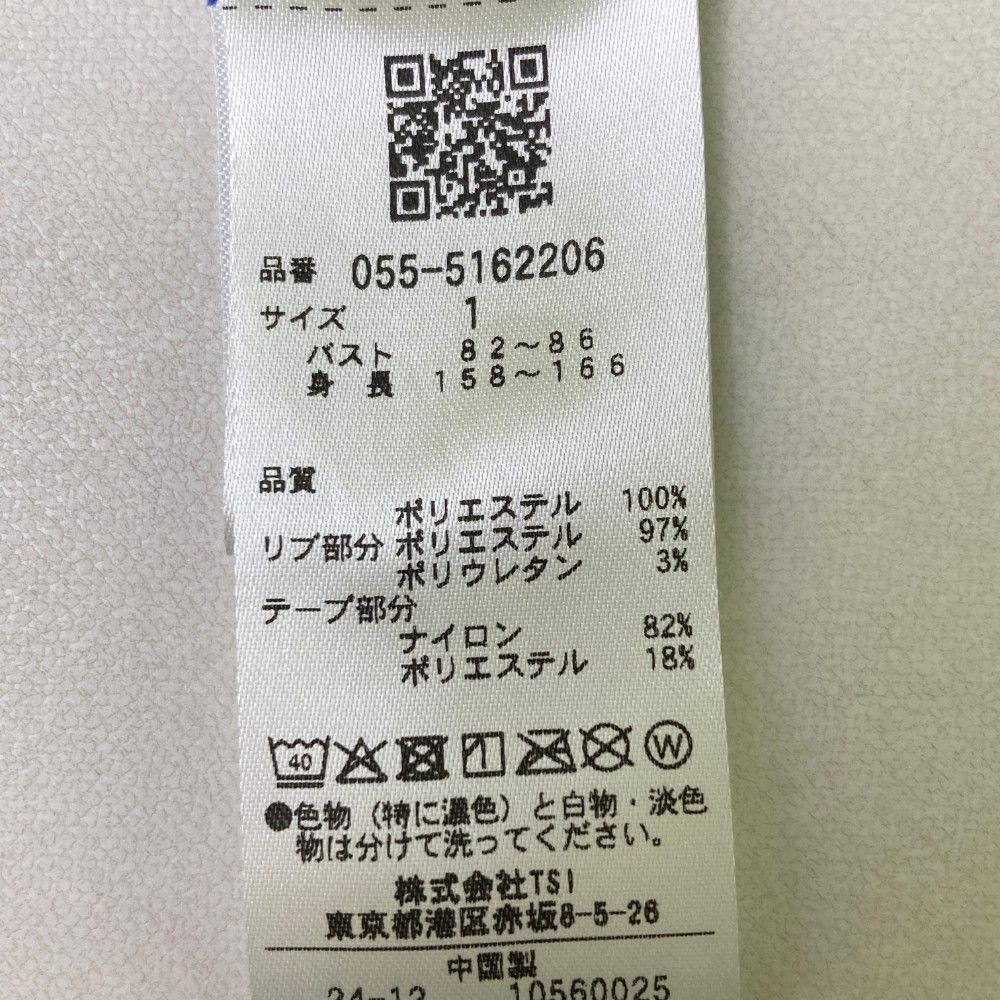 品番 055-5162206
サイズ 1
バスト 82～86
身長 158～166
品質
ポリエステル 100%
リブ部分 ポリエステル 97%
ポリウレタン 3%
テープ部分
ナイロン 82%
ポリエステル 18%
40 W
●色物（特に濃色）と白物・淡色
物は分けて洗ってください。
株式会社TSI
東京都港区赤坂8-5-26
中国製
24-12 10560025